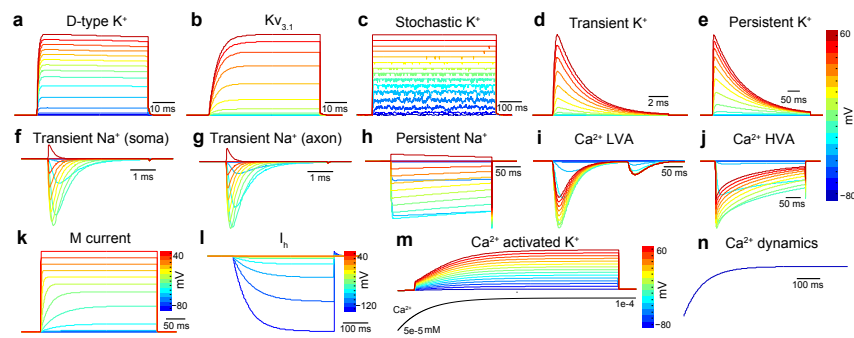 a D-type K⁺ 10 ms
b Kv3.1 10 ms
c Stochastic K⁺ 100 ms
d Transient K⁺ 2 ms
e Persistent K⁺ 50 ms
60
mV
−80
f Transient Na⁺ (soma) 1 ms
g Transient Na⁺ (axon) 1 ms
h Persistent Na⁺ 50 ms
i Ca²⁺ LVA 50 ms
j Ca²⁺ HVA 50 ms
k M current 50 ms
40
mV
−80
l Ih 100 ms
40
mV
−120
m Ca²⁺ activated K⁺
Ca²⁺
5e-5 mM
1e-4
60
mV
−80
n Ca²⁺ dynamics
100 ms